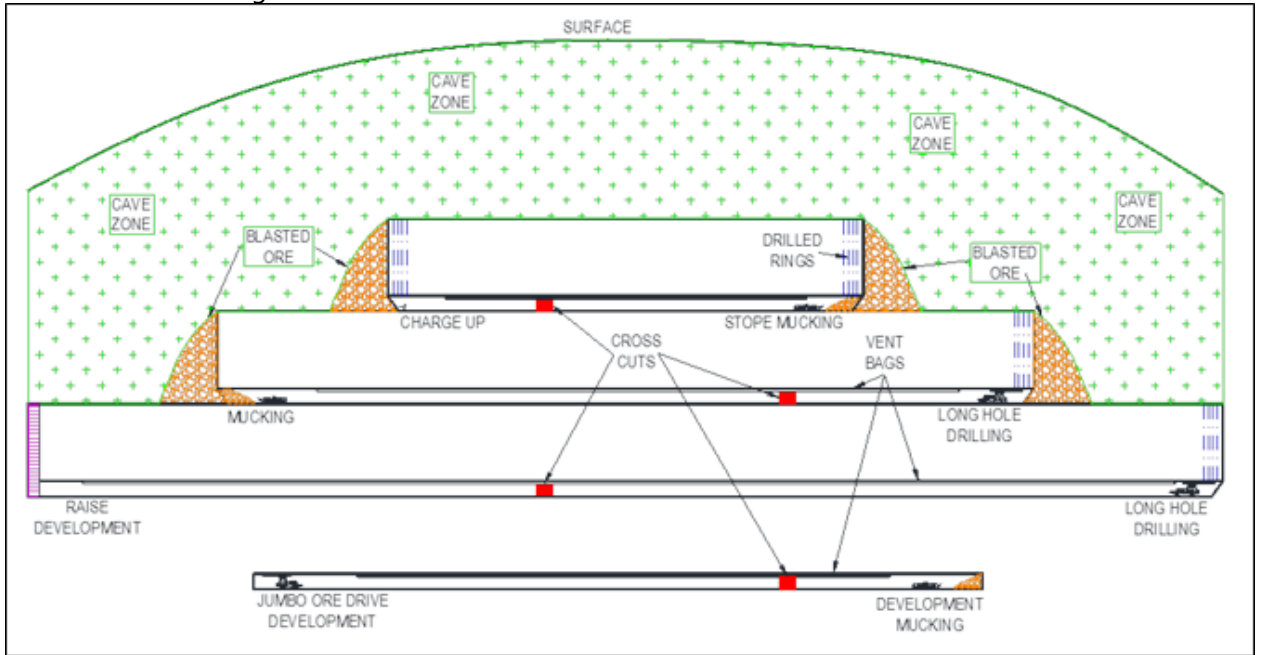 SURFACE
CAVE
ZONE
CAVE
ZONE
CAVE
ZONE
CAVE
ZONE
BLASTED
ORE
DRILLED
RINGS
BLASTED
ORE
CHARGE UP
STOPE MUCKING
CROSS
CUTS
VENT
BAGS
MUCKING
LONG HOLE
DRILLING
RAISE
DEVELOPMENT
LONG HOLE
DRILLING
JUMBO ORE DRIVE
DEVELOPMENT
DEVELOPMENT
MUCKING